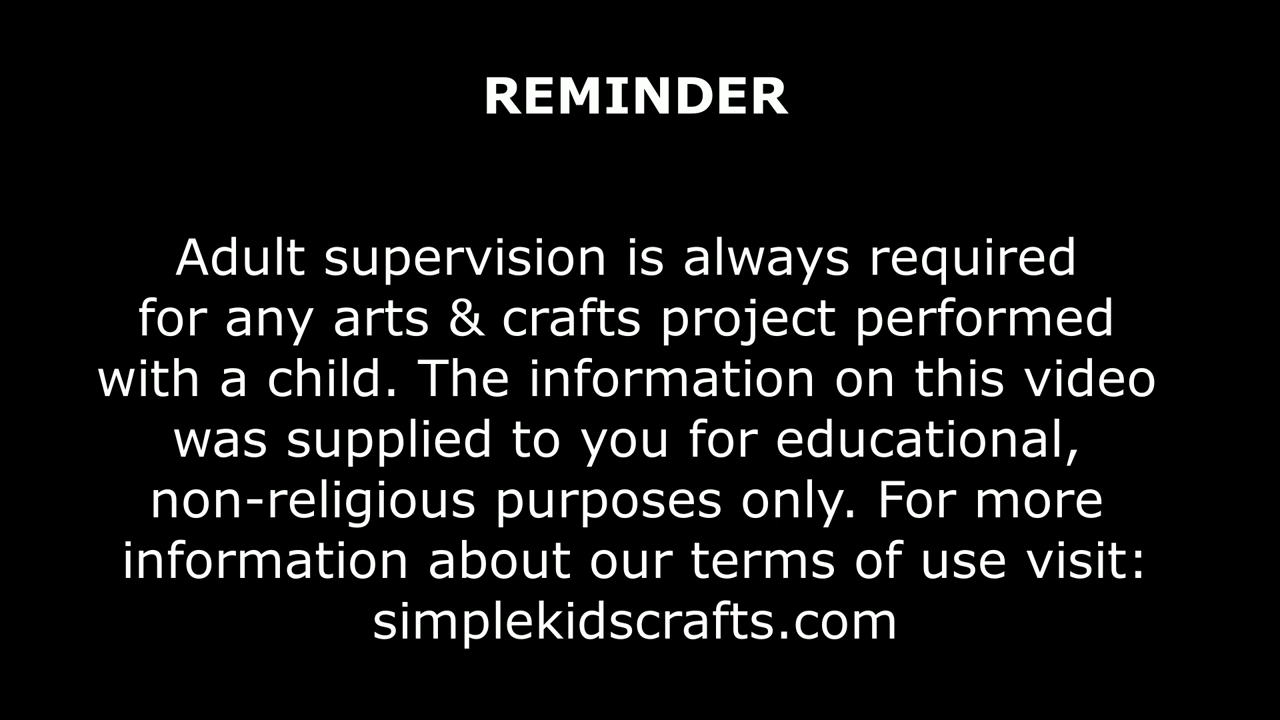 REMINDER
Adult supervision is always required
for any arts & crafts project performed
with a child. The information on this video
was supplied to you for educational,
non-religious purposes only. For more
information about our terms of use visit:
simplekidscrafts.com